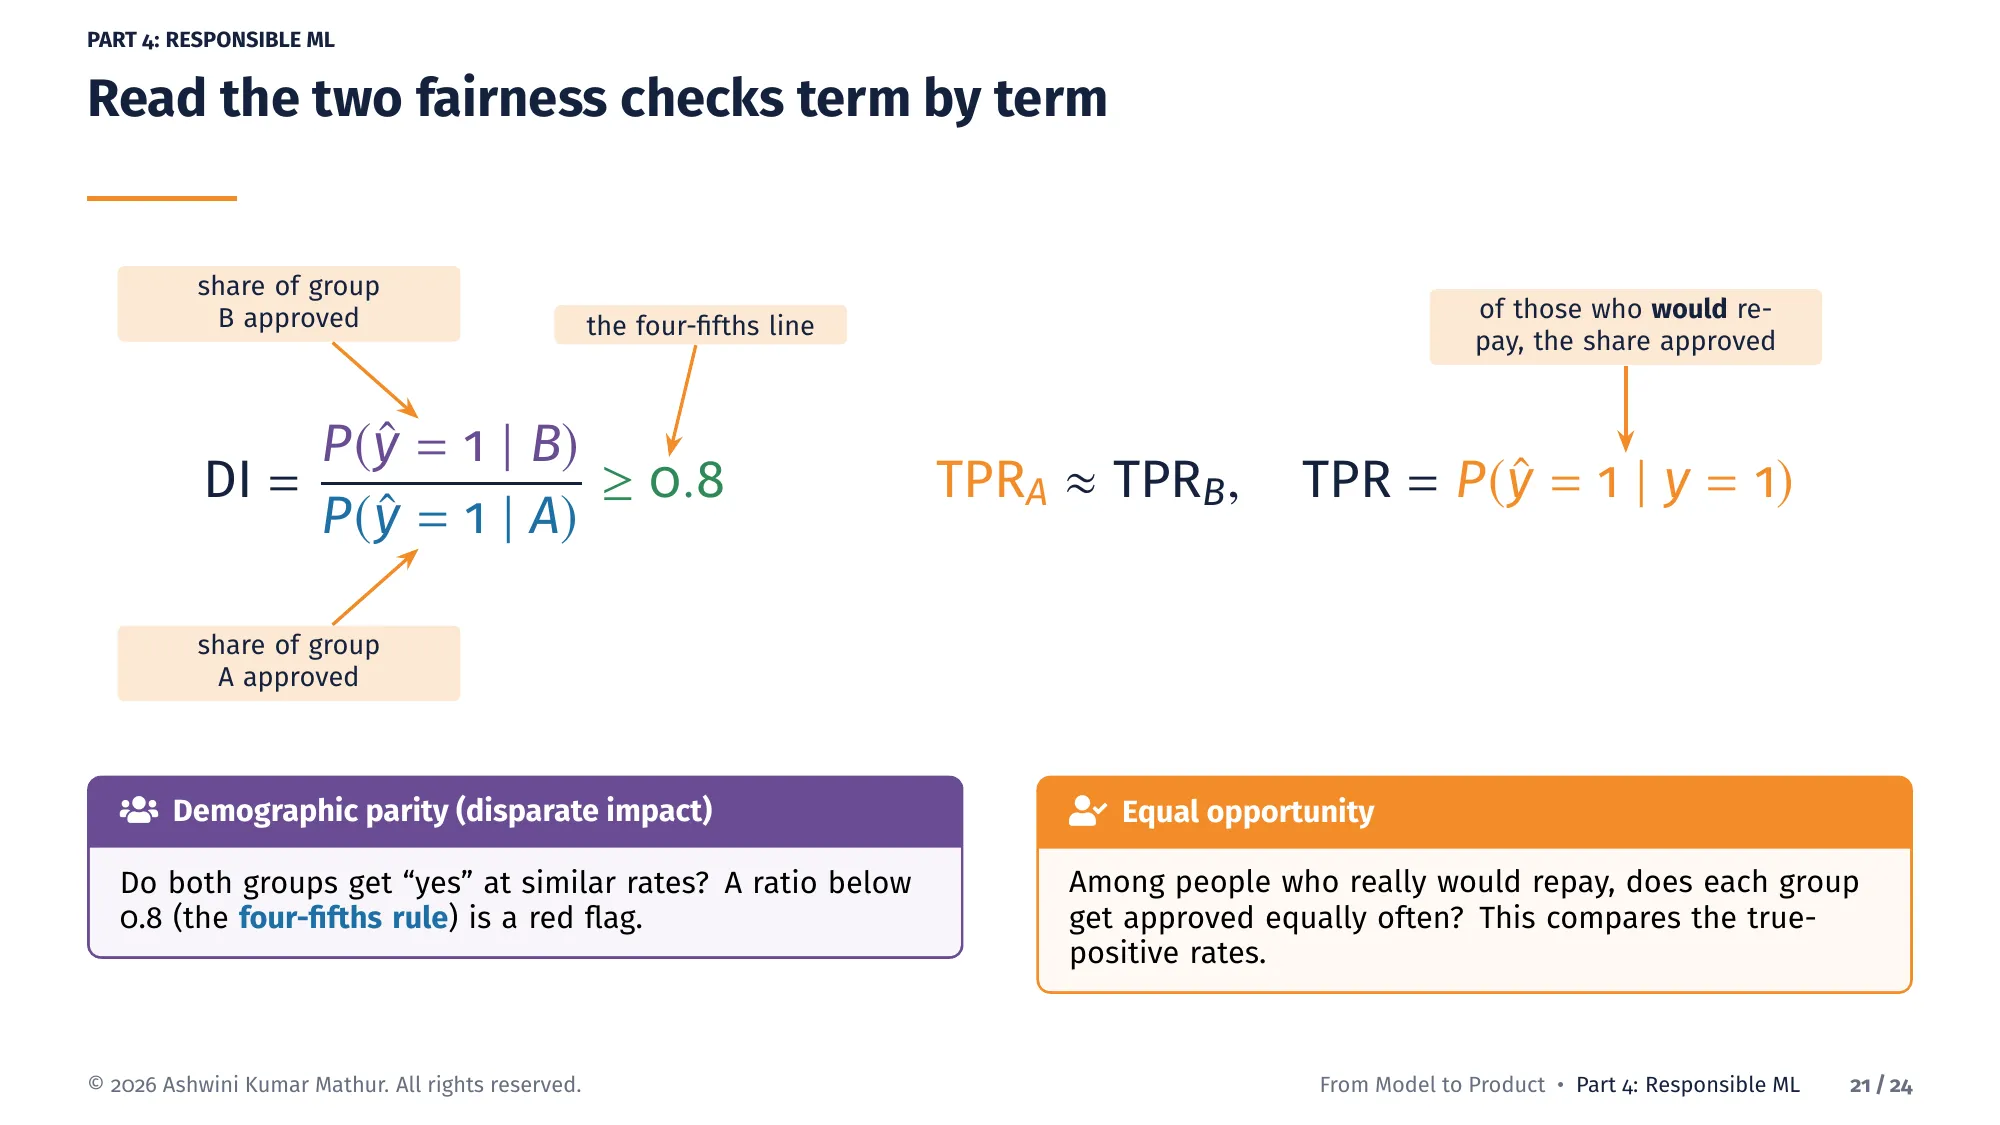 PART 4: RESPONSIBLE ML
Read the two fairness checks term by term
share of group
B approved
the four-fifths line
of those who would re-
pay, the share approved
DI = P(ŷ = 1 | B) / P(ŷ = 1 | A) ≥ 0.8
TPR_A ≈ TPR_B, TPR = P(ŷ = 1 | y = 1)
share of group
A approved
Demographic parity (disparate impact)
Do both groups get “yes” at similar rates? A ratio below
0.8 (the four-fifths rule) is a red flag.
Equal opportunity
Among people who really would repay, does each group
get approved equally often? This compares the true-
positive rates.
© 2026 Ashwini Kumar Mathur. All rights reserved.
From Model to Product • Part 4: Responsible ML 21 / 24